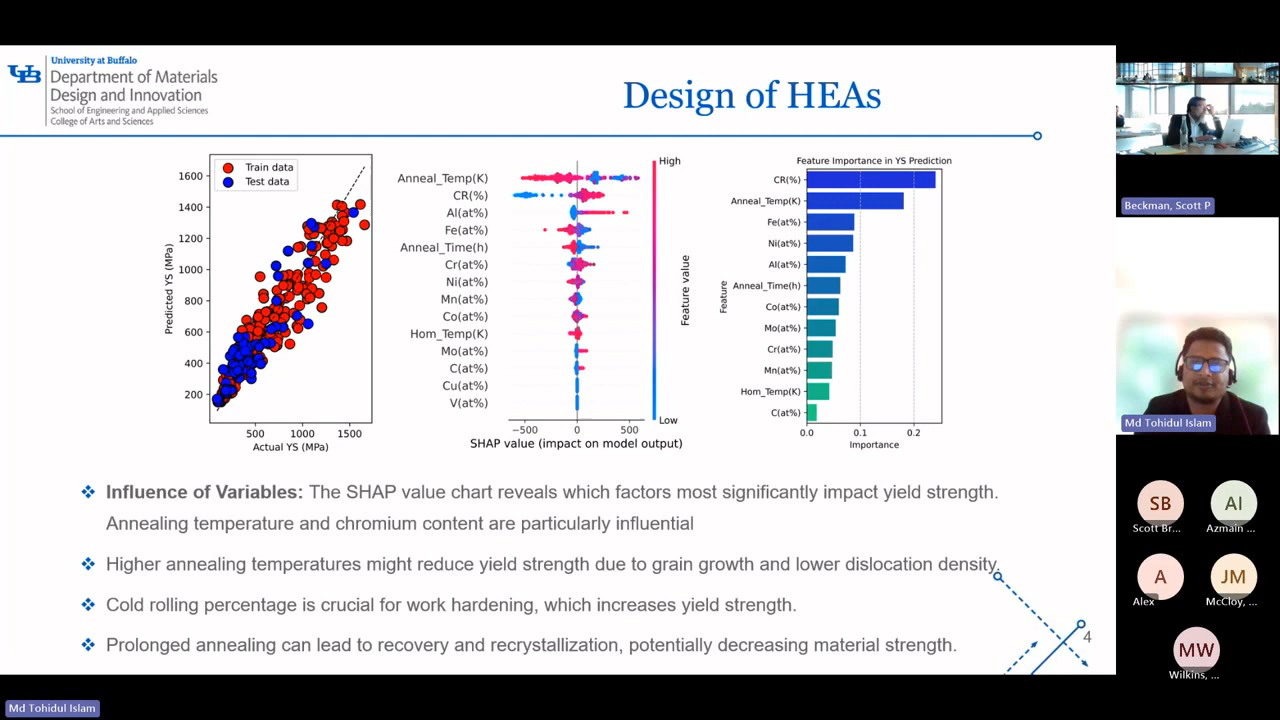 UB
University at Buffalo
Department of Materials
Design and Innovation
School of Engineering and Applied Sciences
College of Arts and Sciences
Design of HEAs
Train data
Test data
1600
1400
1200
1000
800
600
400
200
Predicted YS (MPa)
500
1000
1500
Actual YS (MPa)
Anneal_Temp(K)
CR(%)
Al(at%)
Fe(at%)
Anneal_Time(h)
Cr(at%)
Ni(at%)
Mn(at%)
Co(at%)
Hom_Temp(K)
Mo(at%)
C(at%)
Cu(at%)
V(at%)
−500
0
500
SHAP value (impact on model output)
High
Feature value
Low
Feature Importance in YS Prediction
Feature
CR(%)
Anneal_Temp(K)
Fe(at%)
Ni(at%)
Al(at%)
Anneal_Time(h)
Co(at%)
Mo(at%)
Cr(at%)
Mn(at%)
Hom_Temp(K)
C(at%)
0.0
0.1
0.2
Importance
❖ Influence of Variables: The SHAP value chart reveals which factors most significantly impact yield strength.
Annealing temperature and chromium content are particularly influential
❖ Higher annealing temperatures might reduce yield strength due to grain growth and lower dislocation density.
❖ Cold rolling percentage is crucial for work hardening, which increases yield strength.
❖ Prolonged annealing can lead to recovery and recrystallization, potentially decreasing material strength.
4
Beckman, Scott P
Md Tohidul Islam
SB
Scott Br...
AI
Azmain ...
A
Alex
JM
McCloy, ...
MW
Wilkins, ...
Md Tohidul Islam